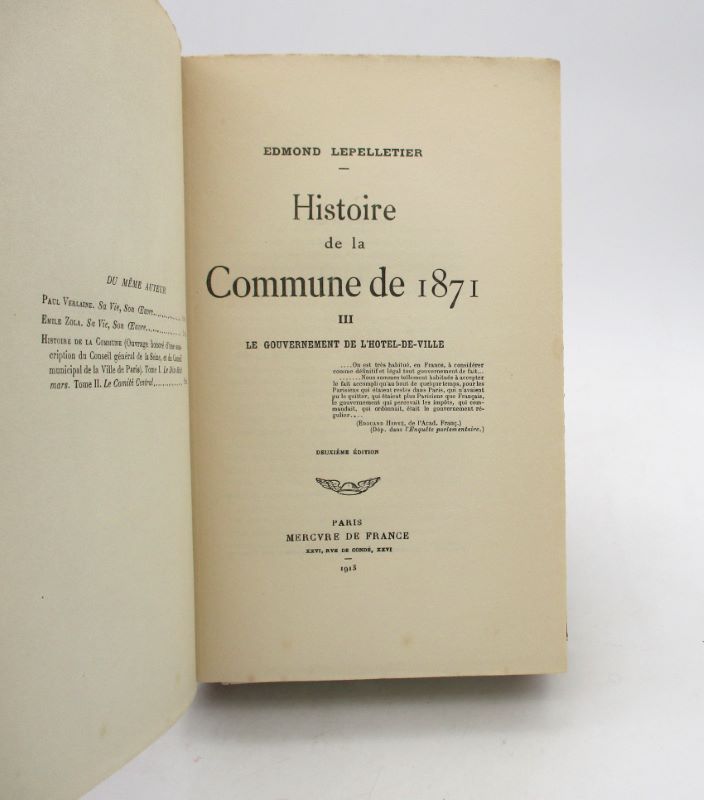 DU MÊME AUTEUR
PAUL VERLAINE. Sa Vie, Son Œuvre
EMILE ZOLA. Sa Vie, Son Œuvre
HISTOIRE DE LA COMMUNE (Ouvrage honoré d'une sous-
cription du Conseil général de la Seine, et du Conseil
municipal de la Ville de Paris). Tome I. Le Dix-Huit
mars. Tome II. Le Comité Central
EDMOND LEPELLETIER
Histoire
de la
Commune de 1871
III
LE GOUVERNEMENT DE L'HOTEL-DE-VILLE
....On est très habitué, en France, à considérer
comme définitif et légal tout gouvernement de fait...
........Nous sommes tellement habitués à accepter
le fait accompli qu'au bout de quelque temps, pour les
Parisiens qui étaient restés dans Paris, qui n'avaient
pu le quitter, qui étaient plus Parisiens que Français,
le gouvernement qui percevait les impôts, qui com-
mandait, qui ordonnait, était le gouvernement ré-
gulier.....
(EDOUARD HERVÉ, de l'Acad. Franç.)
(Dép. dans l'Enquête parlementaire.)
DEUXIÈME ÉDITION
PARIS
MERCVRE DE FRANCE
XXVI, RVE DE CONDÉ, XXVI
1913